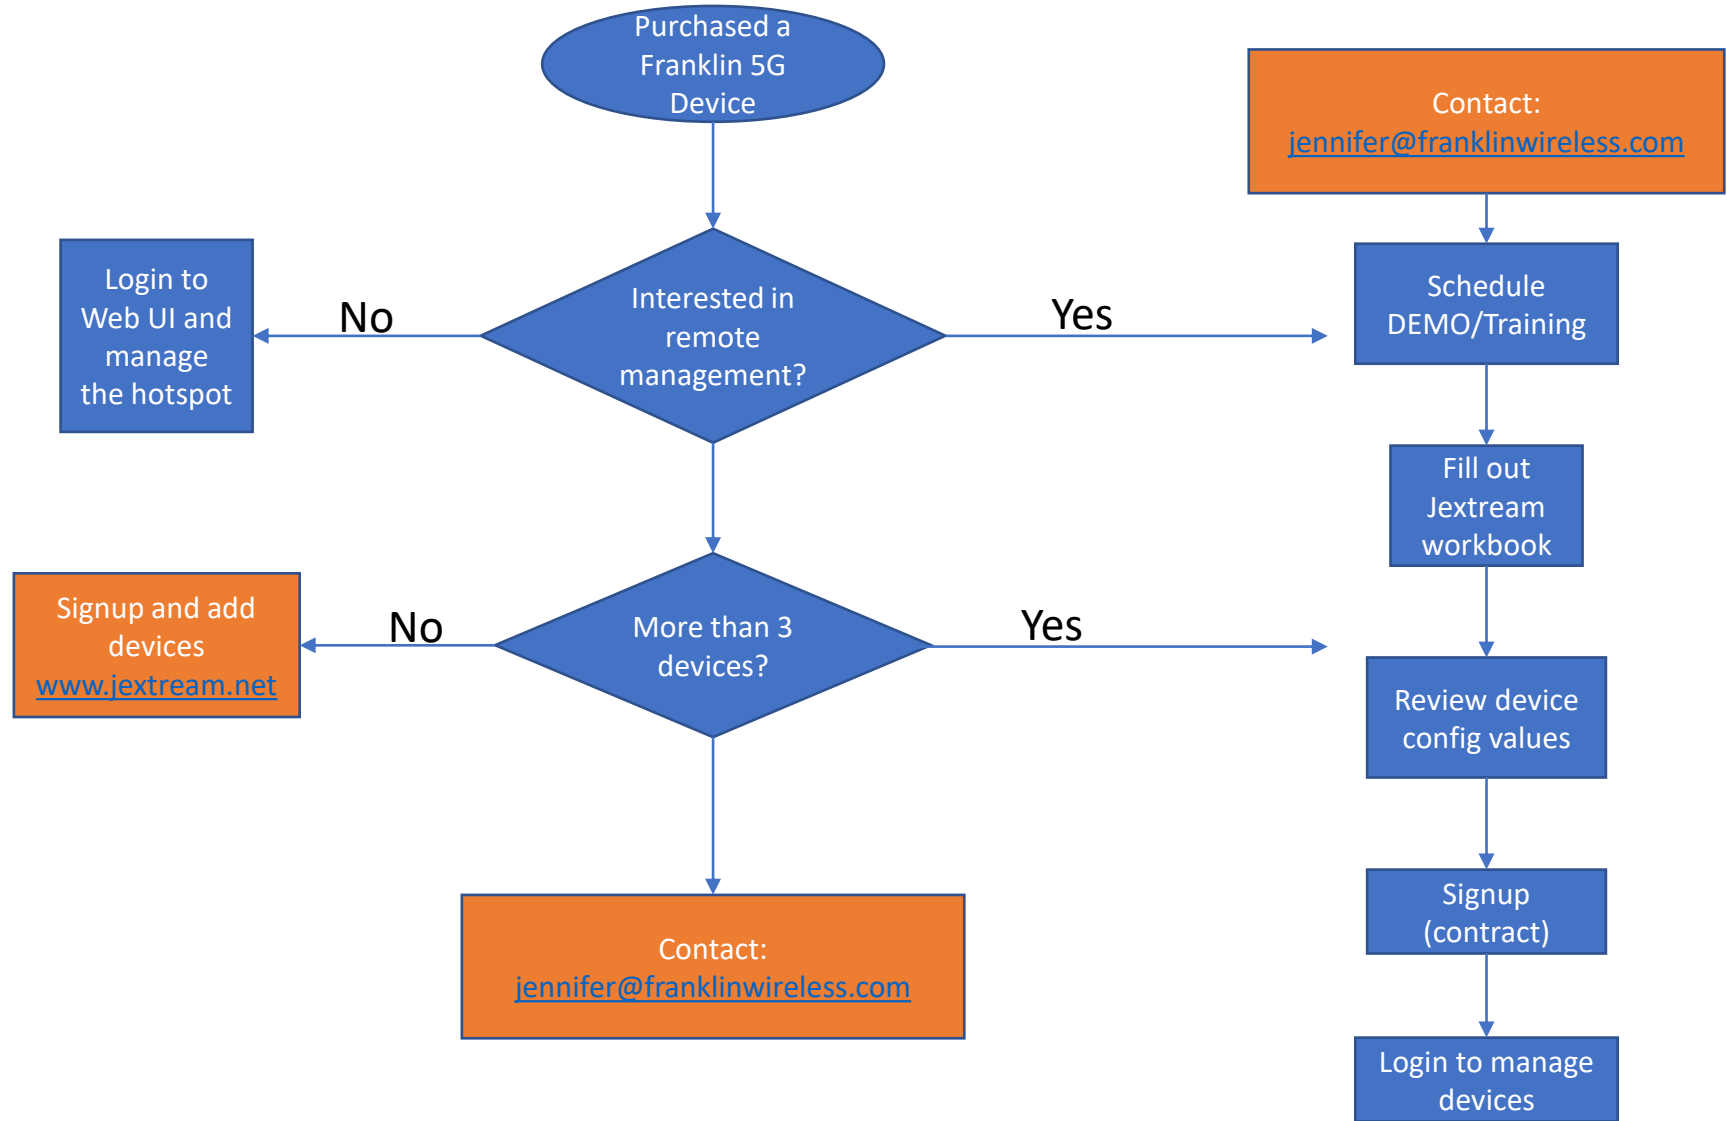 Purchased a
Franklin 5G
Device
Contact:
jennifer@franklinwireless.com
Login to
Web UI and
manage
the hotspot
No
Interested in
remote
management?
Yes
Schedule
DEMO/Training
Fill out
Jextream
workbook
Signup and add
devices
www.jextream.net
No
More than 3
devices?
Yes
Review device
config values
Signup
(contract)
Contact:
jennifer@franklinwireless.com
Login to manage
devices